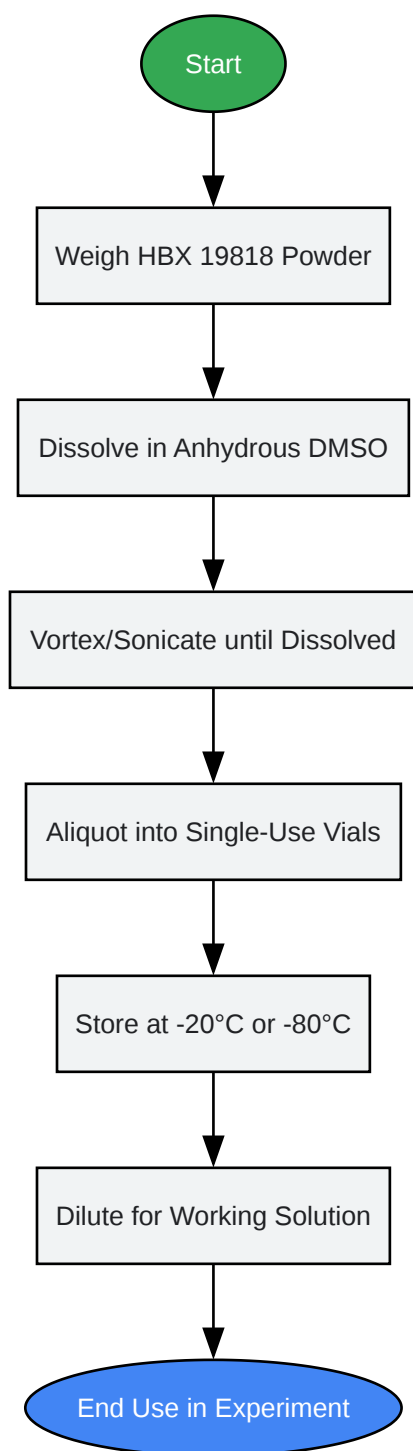 Start
Weigh HBX 19818 Powder
Dissolve in Anhydrous DMSO
Vortex/Sonicate until Dissolved
Aliquot into Single-Use Vials
Store at -20°C or -80°C
Dilute for Working Solution
End Use in Experiment